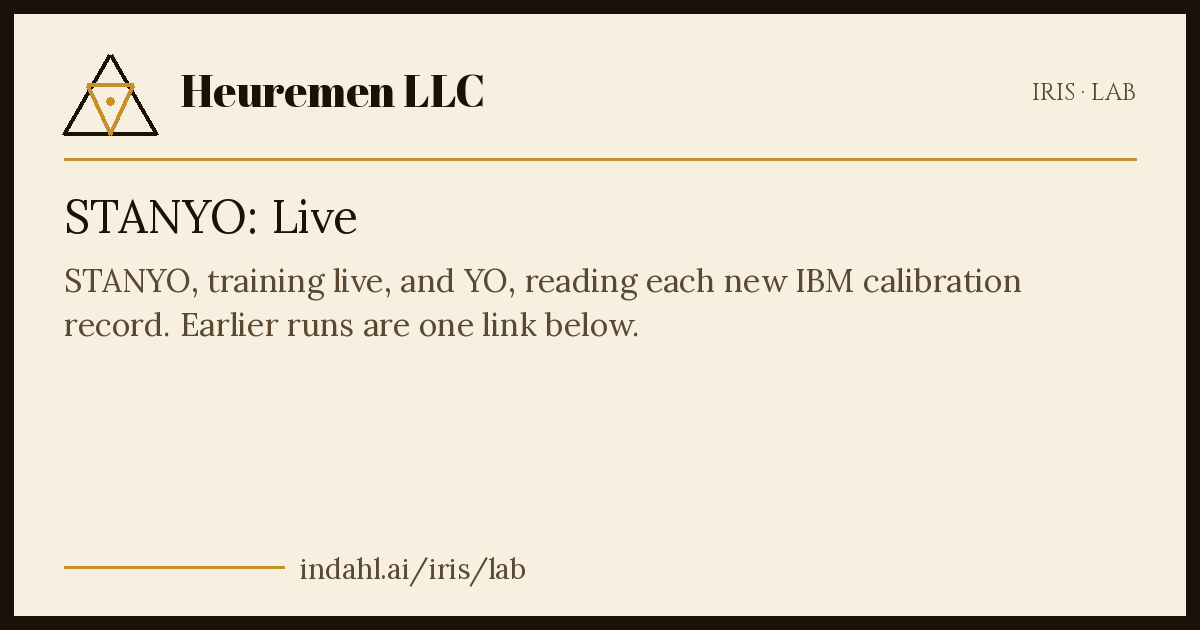 Heuremen LLC
IRIS · LAB
STANYO: Live
STANYO, training live, and YO, reading each new IBM calibration
record. Earlier runs are one link below.
indahl.ai/iris/lab